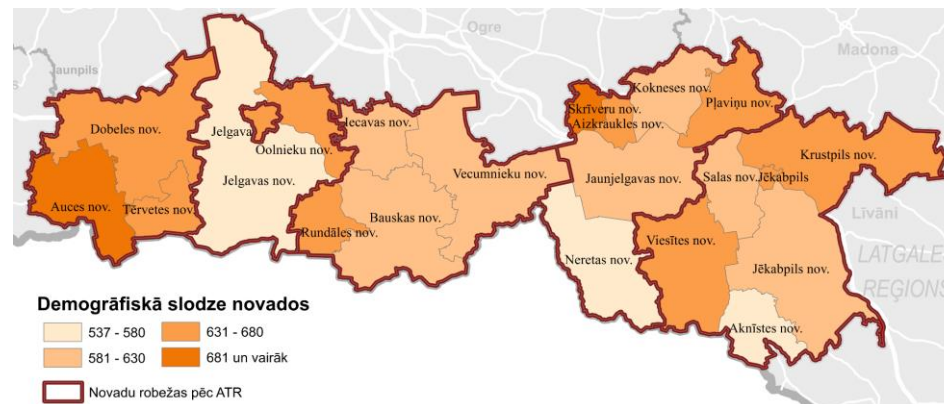 Ogre
Madona
aunpils
Kokneses nov.
Skrīveru nov.
Pļaviņu nov.
Aizkraukles nov.
Iecavas nov.
Dobeles nov.
Jelgava
Oolnieku nov.
Krustpils nov.
Vecumnieku nov.
Jaunjelgavas nov.
Salas nov.
Jēkabpils
Jelgavas nov.
Auces nov.
Tērvetes nov.
Bauskas nov.
Līvāni
Rundāles nov.
Viesītes nov.
Neretas nov.
Jēkabpils nov.
LATGALE
REĢIONS
Aknīstes nov.
Demogrāfiskā slodze novados
537 - 580
631 - 680
581 - 630
681 un vairāk
Novadu robežas pēc ATR